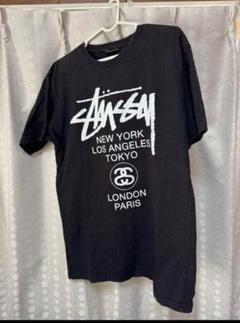 STÜSSY
NEW YORK
LOS ANGELES
TOKYO
LONDON
PARIS